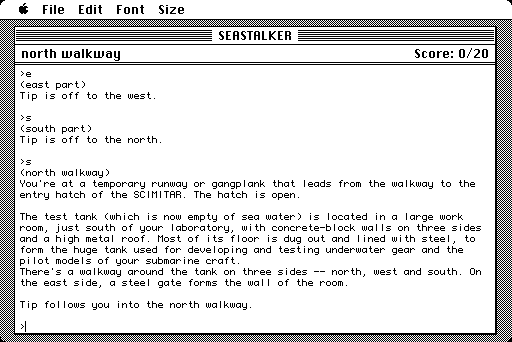 File Edit Font Size
SEASTALKER
north walkway Score: 0/20
>e
(east part)
Tip is off to the west.
>s
(south part)
Tip is off to the north.
>s
(north walkway)
You're at a temporary runway or gangplank that leads from the walkway to the
entry hatch of the SCIMITAR. The hatch is open.
The test tank (which is now empty of sea water) is located in a large work
room, just south of your laboratory, with concrete-block walls on three sides
and a high metal roof. Most of its floor is dug out and lined with steel, to
form the huge tank used for developing and testing underwater gear and the
pilot models of your submarine craft.
There's a walkway around the tank on three sides -- north, west and south. On
the east side, a steel gate forms the wall of the room.
Tip follows you into the north walkway.
>